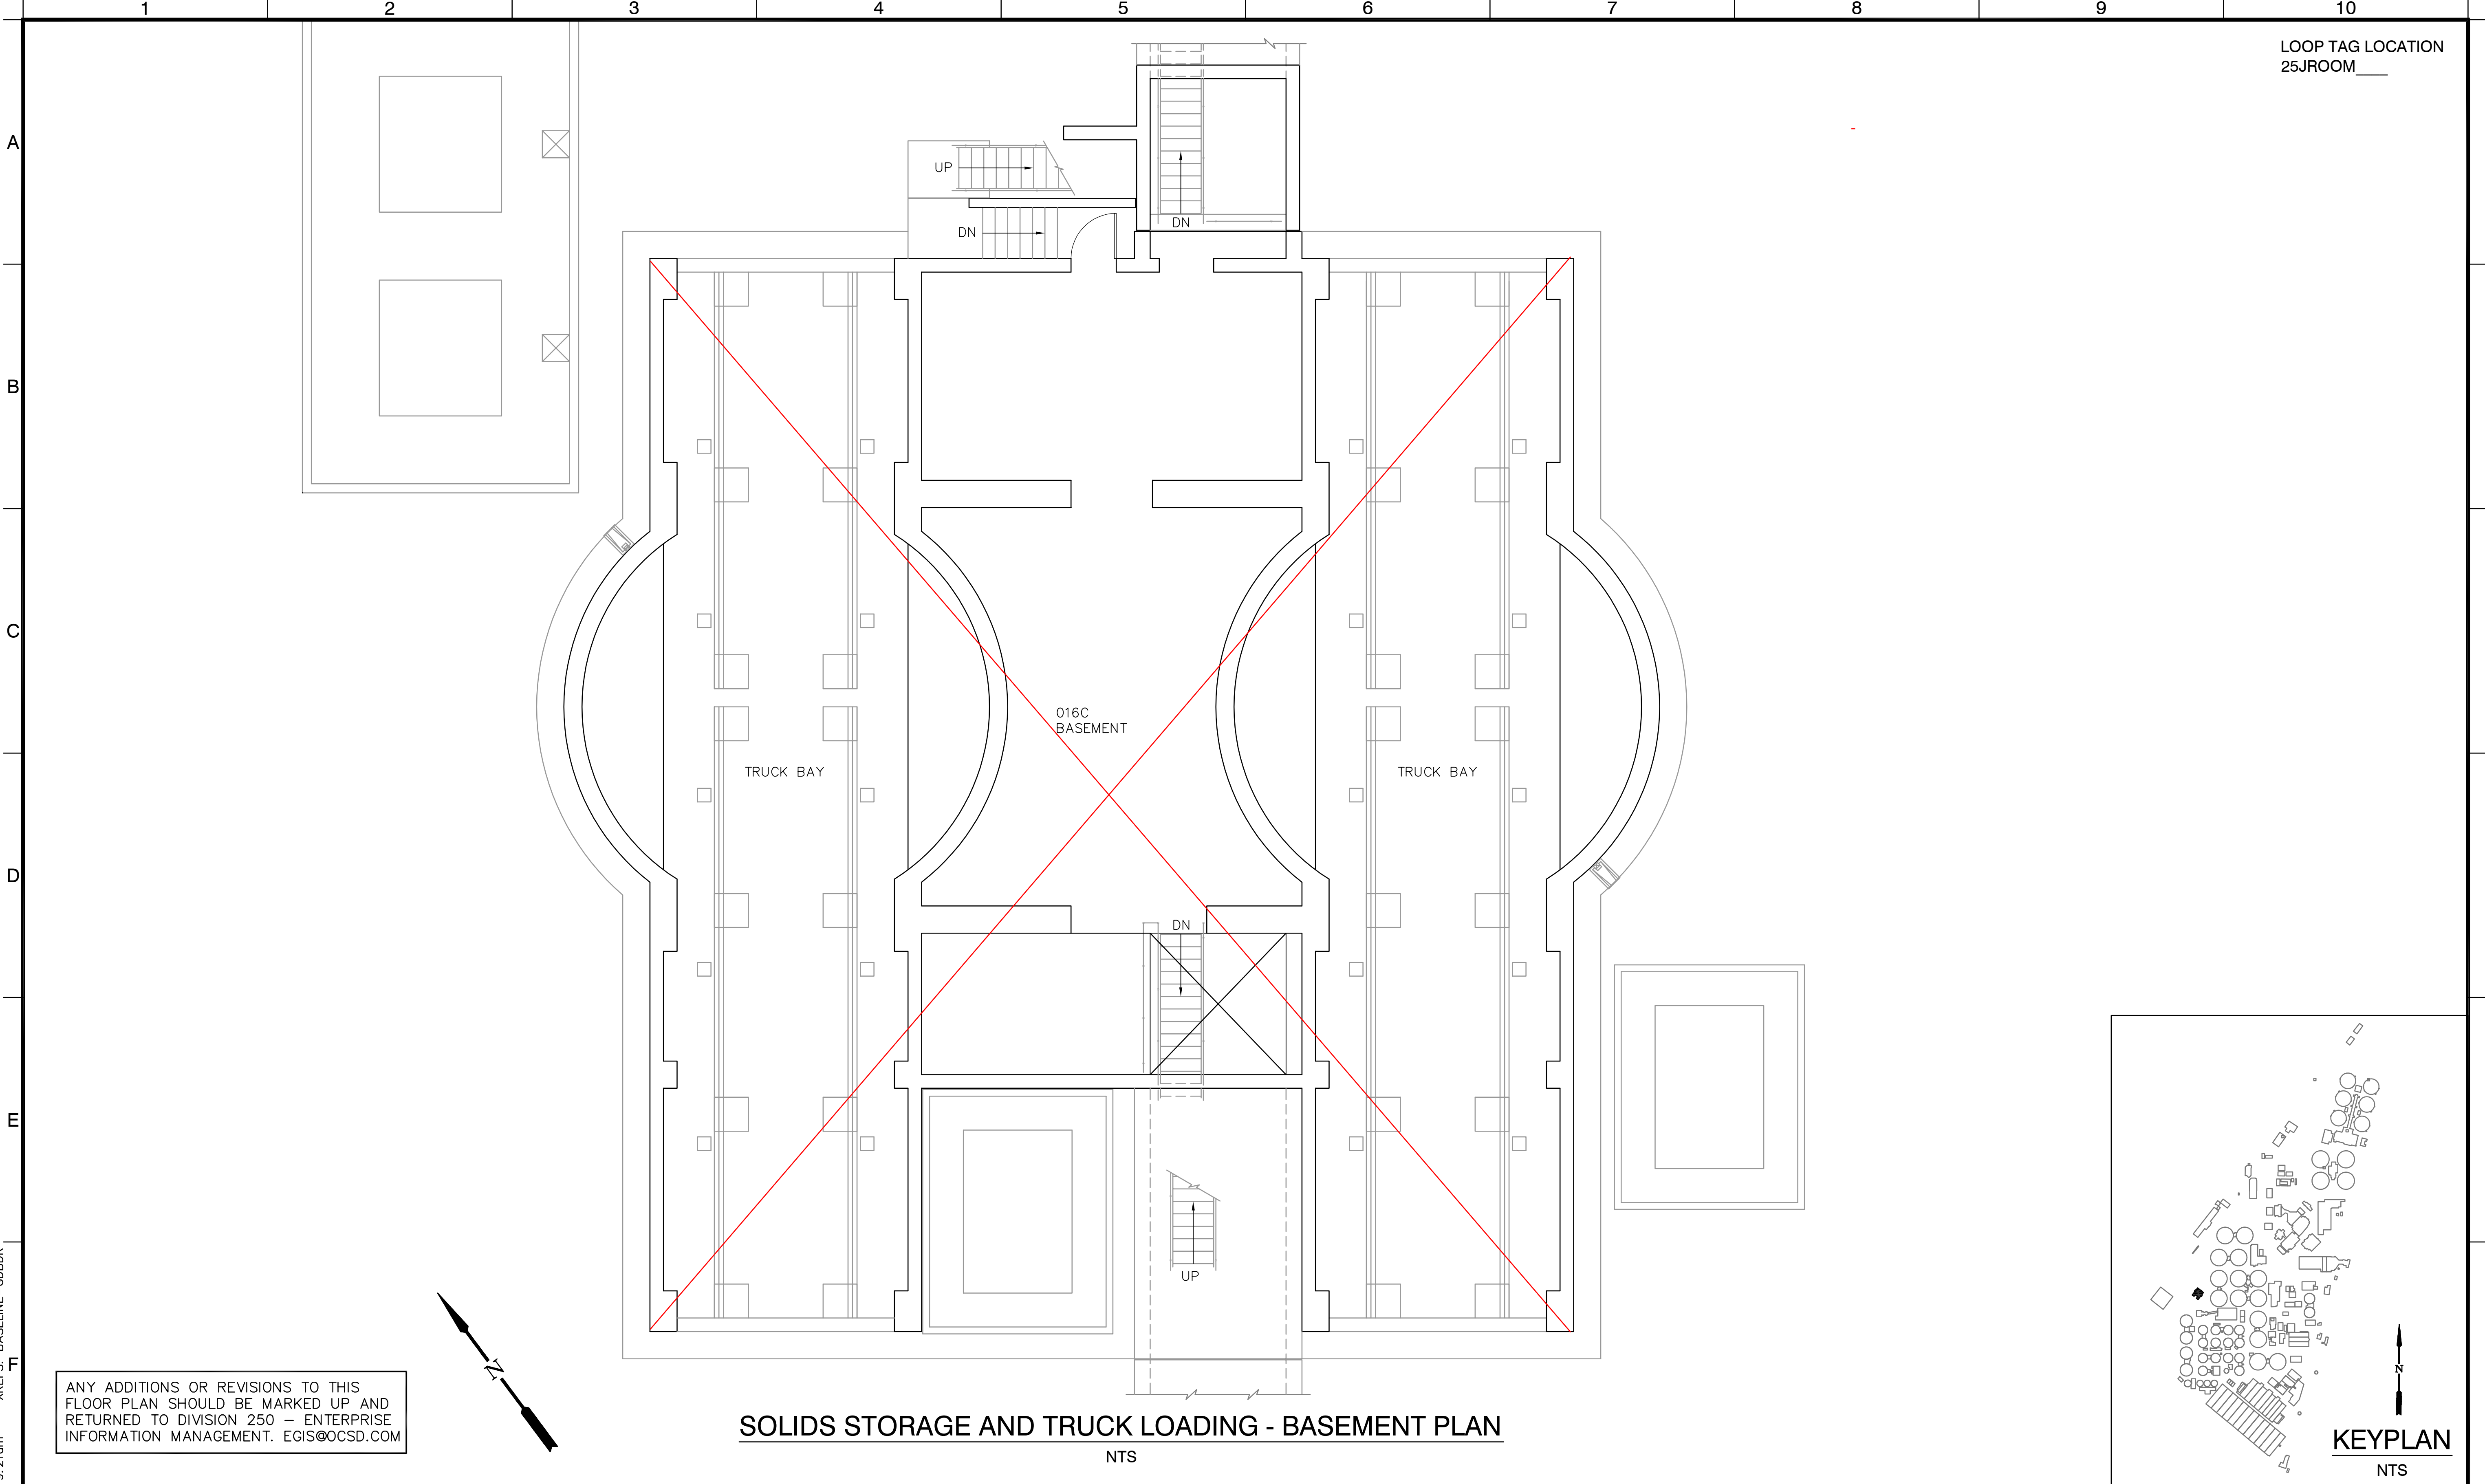 1 2 3 4 5 6 7 8 9 10
LOOP TAG LOCATION
25JROOM____
A
B
C
D
E
F
UP
DN
DN
016C
BASEMENT
TRUCK BAY
TRUCK BAY
DN
UP
N
ANY ADDITIONS OR REVISIONS TO THIS
FLOOR PLAN SHOULD BE MARKED UP AND
RETURNED TO DIVISION 250 – ENTERPRISE
INFORMATION MANAGEMENT. EGIS@OCSD.COM
SOLIDS STORAGE AND TRUCK LOADING - BASEMENT PLAN
NTS
N
KEYPLAN
NTS